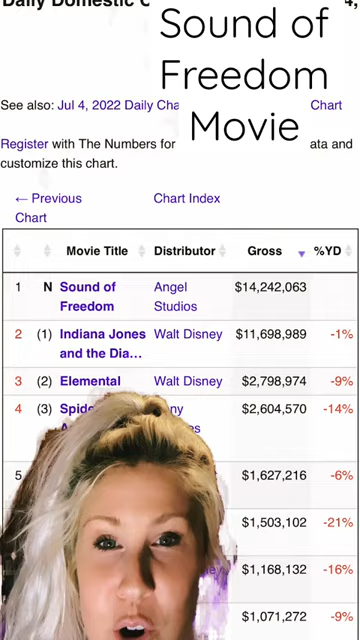 Daily Domestic C
4,
Sound of
Freedom
Movie
See also: Jul 4, 2022 Daily Cha
Chart
Register with The Numbers for
ata and
customize this chart.
← Previous
Chart
Chart Index
Movie Title Distributor Gross %YD
1 N Sound of Freedom Angel Studios $14,242,063
2 (1) Indiana Jones and the Dia... Walt Disney $11,698,989 -1%
3 (2) Elemental Walt Disney $2,798,974 -9%
4 (3) $2,604,570 -14%
5 $1,627,216 -6%
$1,503,102 -21%
$1,168,132 -16%
$1,071,272 -9%